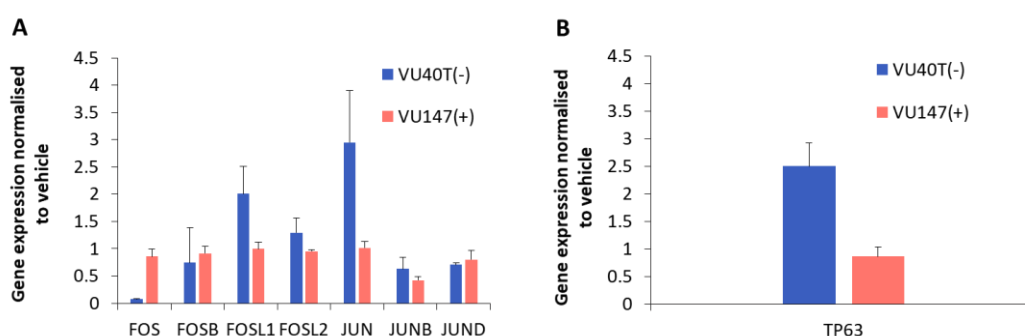 A
Gene expression normalised
to vehicle
4.5
4
3.5
3
2.5
2
1.5
1
0.5
0
VU40T(-)
VU147(+)
FOS FOSB FOSL1 FOSL2 JUN JUNB JUND
B
Gene expression normalised
to vehicle
4.5
4
3.5
3
2.5
2
1.5
1
0.5
0
VU40T(-)
VU147(+)
TP63